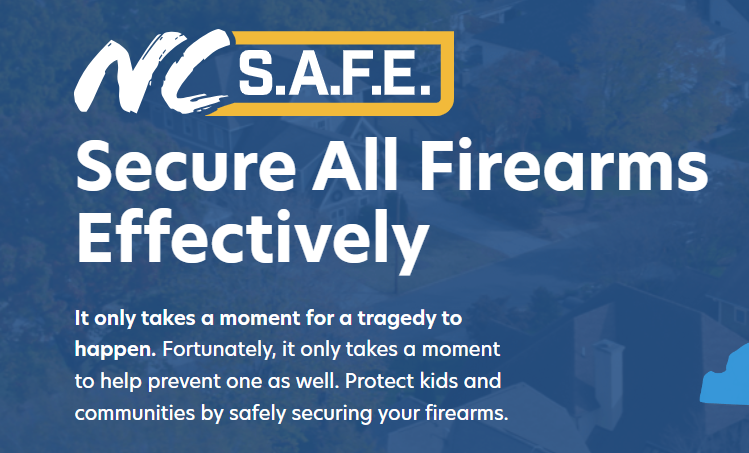 NC S.A.F.E.
Secure All Firearms
Effectively
It only takes a moment for a tragedy to
happen. Fortunately, it only takes a moment
to help prevent one as well. Protect kids and
communities by safely securing your firearms.